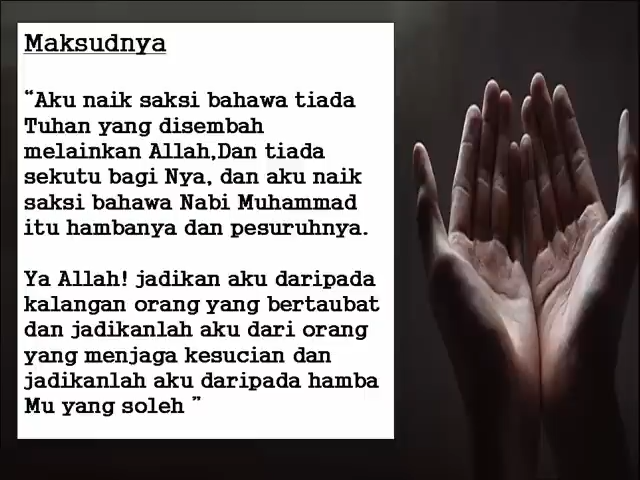 Maksudnya
“Aku naik saksi bahawa tiada
Tuhan yang disembah
melainkan Allah,Dan tiada
sekutu bagi Nya, dan aku naik
saksi bahawa Nabi Muhammad
itu hambanya dan pesuruhnya.
Ya Allah! jadikan aku daripada
kalangan orang yang bertaubat
dan jadikanlah aku dari orang
yang menjaga kesucian dan
jadikanlah aku daripada hamba
Mu yang soleh ”